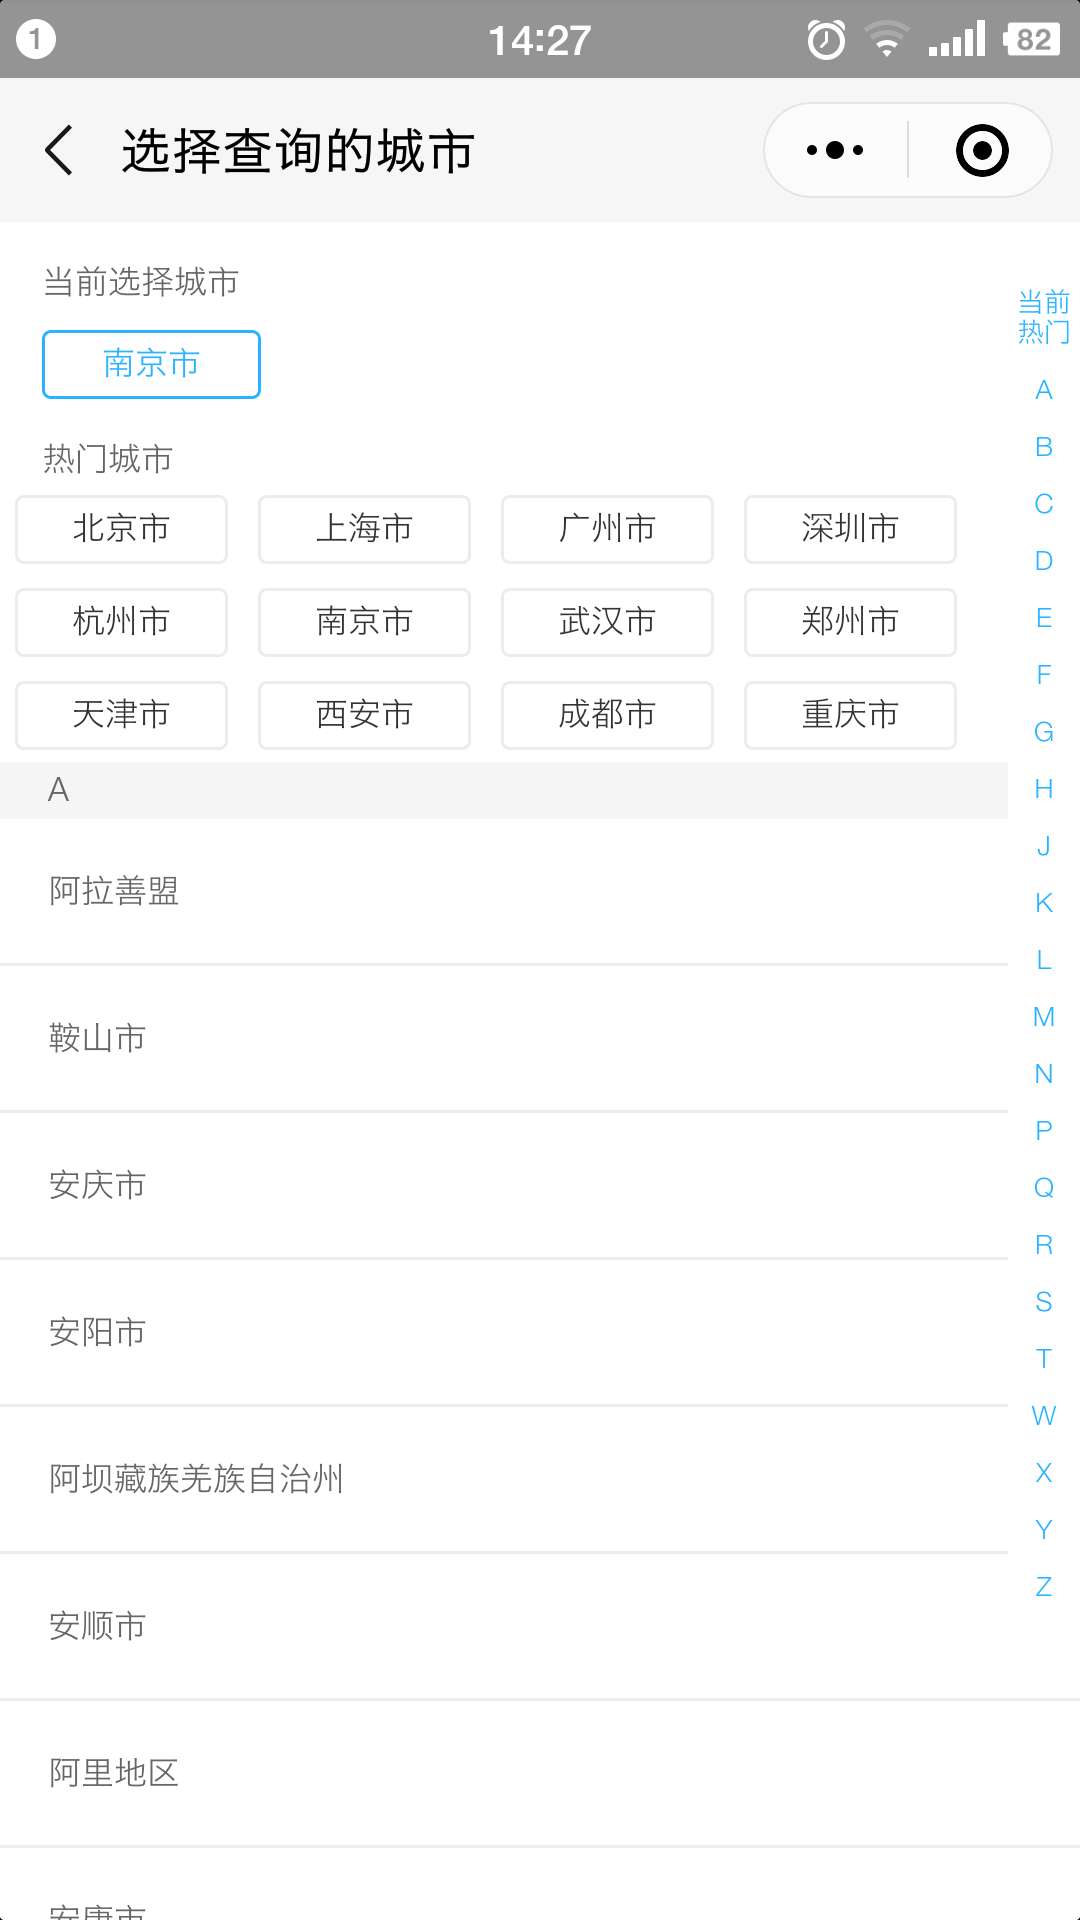 1 14:27 82
选择查询的城市
当前选择城市
南京市
热门城市
北京市 上海市 广州市 深圳市
杭州市 南京市 武汉市 郑州市
天津市 西安市 成都市 重庆市
A
阿拉善盟
鞍山市
安庆市
安阳市
阿坝藏族羌族自治州
安顺市
阿里地区
安康市
当前
热门
A
B
C
D
E
F
G
H
J
K
L
M
N
P
Q
R
S
T
W
X
Y
Z